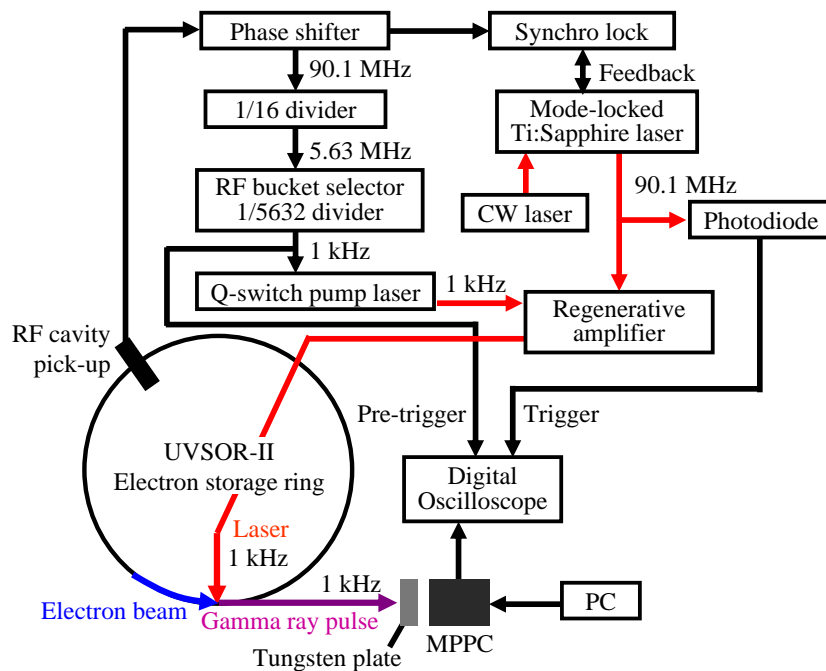 Phase shifter
Synchro lock
90.1 MHz
Feedback
1/16 divider
Mode-locked
Ti:Sapphire laser
5.63 MHz
RF bucket selector
1/5632 divider
90.1 MHz
CW laser
Photodiode
1 kHz
Q-switch pump laser
1 kHz
Regenerative
amplifier
RF cavity
pick-up
Pre-trigger
Trigger
UVSOR-II
Electron storage ring
Digital
Oscilloscope
Laser
1 kHz
1 kHz
Electron beam
Gamma ray pulse
MPPC
PC
Tungsten plate